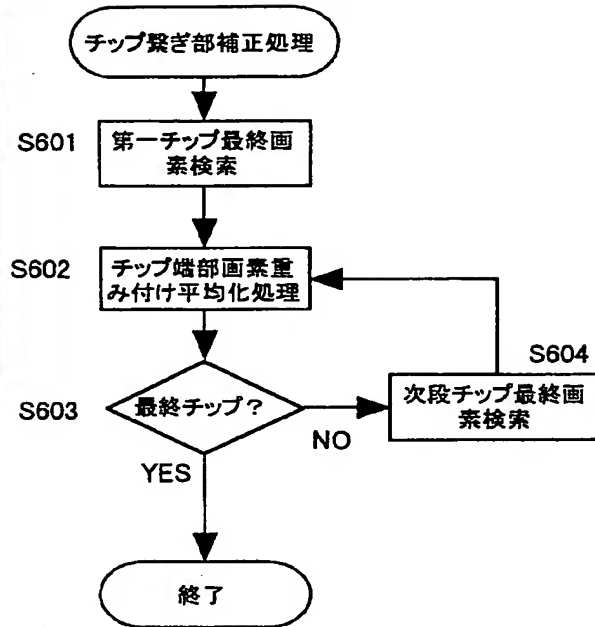 チップ繋ぎ部補正処理
S601
第一チップ最終画
素検索
S602
チップ端部画素重
み付け平均化処理
S603
最終チップ?
NO
YES
S604
次段チップ最終画
素検索
終了